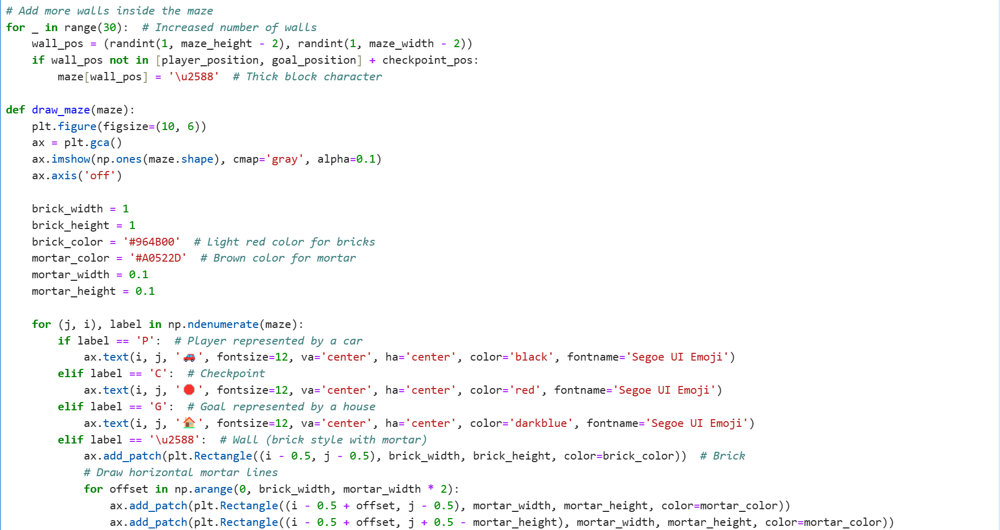 # Add more walls inside the maze
for _ in range(30):  # Increased number of walls
    wall_pos = (randint(1, maze_height - 2), randint(1, maze_width - 2))
    if wall_pos not in [player_position, goal_position] + checkpoint_pos:
        maze[wall_pos] = '\u2588'  # Thick block character

def draw_maze(maze):
    plt.figure(figsize=(10, 6))
    ax = plt.gca()
    ax.imshow(np.ones(maze.shape), cmap='gray', alpha=0.1)
    ax.axis('off')

    brick_width = 1
    brick_height = 1
    brick_color = '#964B00'  # Light red color for bricks
    mortar_color = '#A0522D'  # Brown color for mortar
    mortar_width = 0.1
    mortar_height = 0.1

    for (j, i), label in np.ndenumerate(maze):
        if label == 'P':  # Player represented by a car
            ax.text(i, j, '🚗', fontsize=12, va='center', ha='center', color='black', fontname='Segoe UI Emoji')
        elif label == 'C':  # Checkpoint
            ax.text(i, j, '🛑', fontsize=12, va='center', ha='center', color='red', fontname='Segoe UI Emoji')
        elif label == 'G':  # Goal represented by a house
            ax.text(i, j, '🏠', fontsize=12, va='center', ha='center', color='darkblue', fontname='Segoe UI Emoji')
        elif label == '\u2588':  # Wall (brick style with mortar)
            ax.add_patch(plt.Rectangle((i - 0.5, j - 0.5), brick_width, brick_height, color=brick_color))  # Brick
            # Draw horizontal mortar lines
            for offset in np.arange(0, brick_width, mortar_width * 2):
                ax.add_patch(plt.Rectangle((i - 0.5 + offset, j - 0.5), mortar_width, mortar_height, color=mortar_color))
                ax.add_patch(plt.Rectangle((i - 0.5 + offset, j + 0.5 - mortar_height), mortar_width, mortar_height, color=mortar_color))